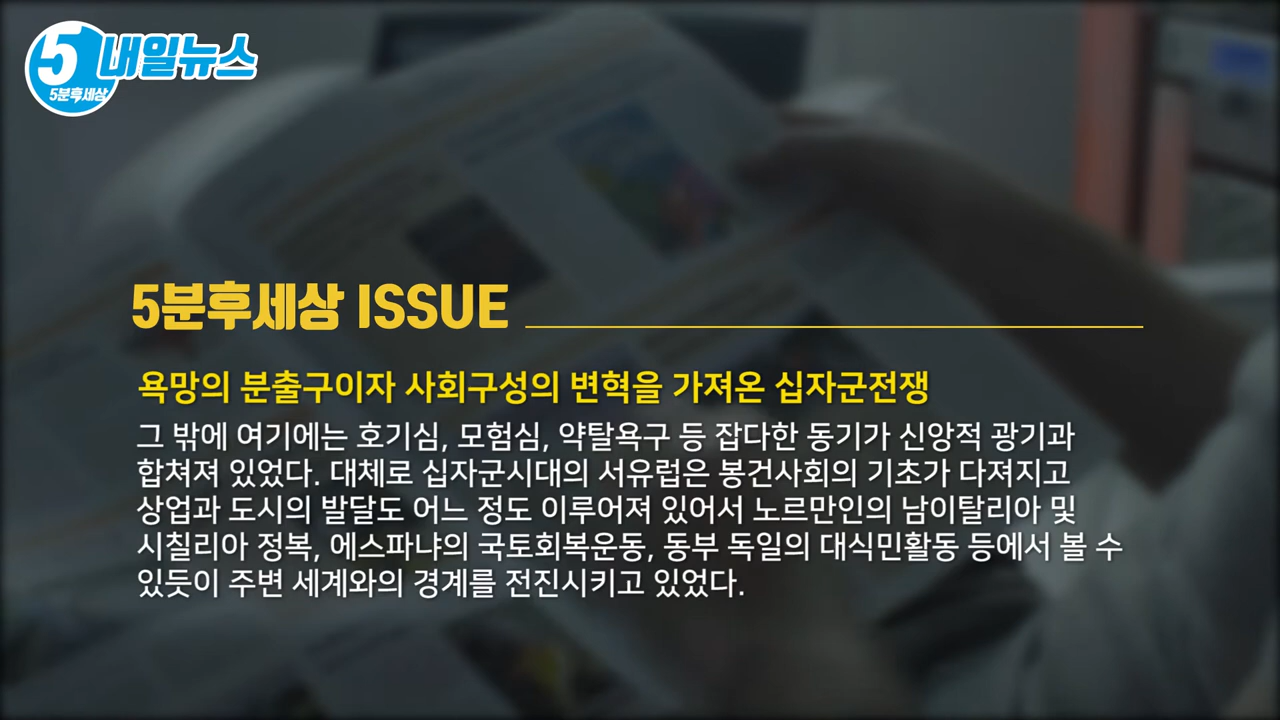 5 내일뉴스
5분후세상
5분후세상 ISSUE
욕망의 분출구이자 사회구성의 변혁을 가져온 십자군전쟁
그 밖에 여기에는 호기심, 모험심, 약탈욕구 등 잡다한 동기가 신앙적 광기과
합쳐져 있었다. 대체로 십자군시대의 서유럽은 봉건사회의 기초가 다져지고
상업과 도시의 발달도 어느 정도 이루어져 있어서 노르만인의 남이탈리아 및
시칠리아 정복, 에스파냐의 국토회복운동, 동부 독일의 대식민활동 등에서 볼 수
있듯이 주변 세계와의 경계를 전진시키고 있었다.